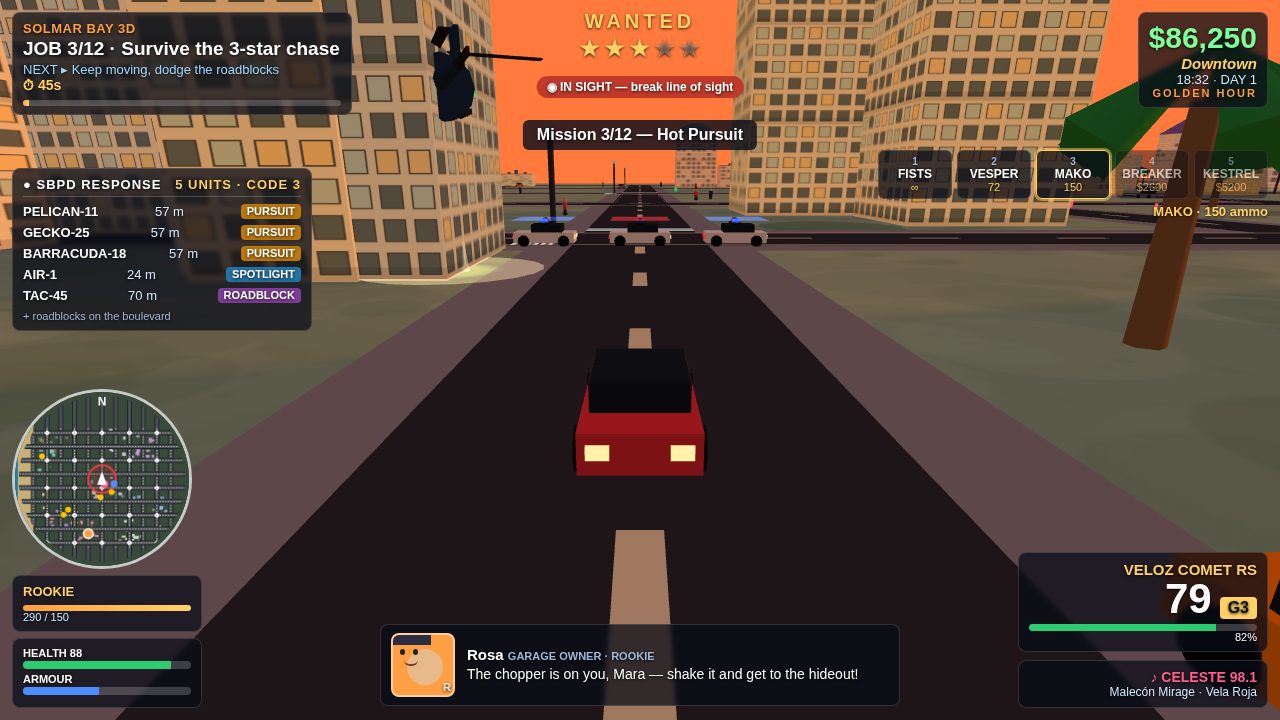 SOLMAR BAY 3D
JOB 3/12 · Survive the 3-star chase
NEXT ▸ Keep moving, dodge the roadblocks
⏱ 45s
WANTED
★★★★★
◉ IN SIGHT — break line of sight
Mission 3/12 — Hot Pursuit
$86,250
Downtown
18:32 · DAY 1
GOLDEN HOUR
1 2 3 4 5
FISTS VESPER MAKO BREAKER KESTREL
∞ 72 150 $2600 $5200
MAKO · 150 ammo
● SBPD RESPONSE 5 UNITS · CODE 3
PELICAN-11 57 m PURSUIT
GECKO-25 57 m PURSUIT
BARRACUDA-18 57 m PURSUIT
AIR-1 24 m SPOTLIGHT
TAC-45 70 m ROADBLOCK
+ roadblocks on the boulevard
N
ROOKIE
290 / 150
HEALTH 88
ARMOUR
R
Rosa GARAGE OWNER · ROOKIE
The chopper is on you, Mara — shake it and get to the hideout!
VELOZ COMET RS
79 G3
82%
♪ CELESTE 98.1
Malecón Mirage · Vela Roja